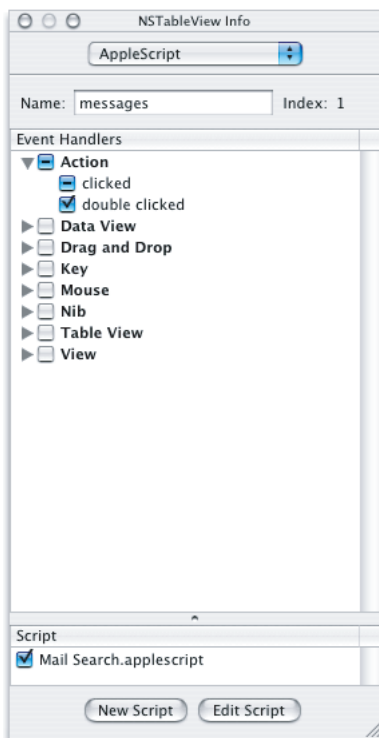 NSTableView Info
AppleScript
Name: messages Index: 1
Event Handlers
Action
clicked
double clicked
Data View
Drag and Drop
Key
Mouse
Nib
Table View
View
Script
Mail Search.applescript
New Script Edit Script